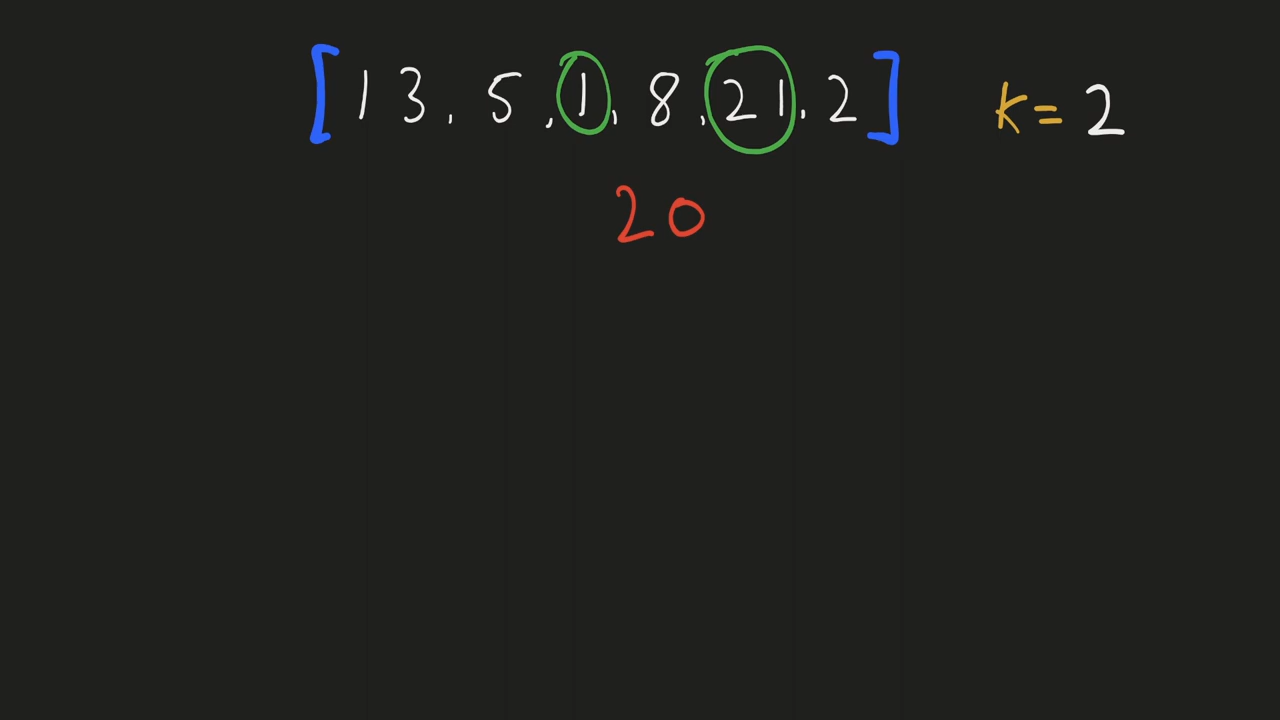 [13, 5, 1, 8, 21, 2] K = 2
20